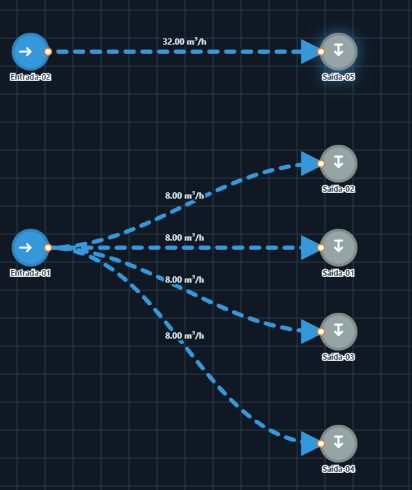 32.00 m³/h
Entrada-02
Saída-05
Saída-02
8.00 m³/h
8.00 m³/h
Entrada-01
Saída-01
8.00 m³/h
8.00 m³/h
Saída-03
Saída-04